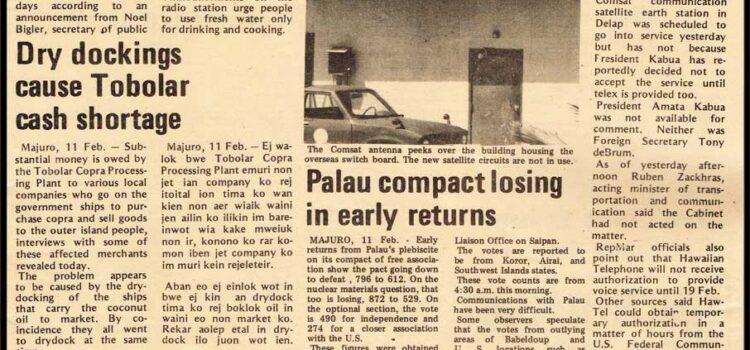 days according to an
announcement from Noel
Bigler, secretary of public
radio station urge people
to use fresh water only
for drinking and cooking.
Dry dockings
cause Tobolar
cash shortage
Majuro, 11 Feb. – Sub-
stantial money is owed by
the Tobolar Copra Process-
ing Plant to various local
companies who go on the
government ships to pur-
chase copra and sell goods
to the outer island people,
interviews with some of
these affected merchants
revealed today.
The problem appears
to be caused by the dry-
docking of the ships
that carry the coconut
oil to market. By co-
incidence they all went
to drydock at the same
Majuro, 11 Feb. – Ej wa-
lok bwe Tobolar Copra
Processing Plant emuri non
jet ian company ko rej
itoital ion tima ko wan
kien non aer wiaik waini
jen ailin ko ilikin im bare-
inwot wia kake mweiuk
non ir, konono ko rar ko-
mon iben jet company ko
im muri kein rejeleteir.
Aban eo ej einlok wot in
bwe ej kin an drydock
tima ko rej boklok oil in
waini eo non market ko.
Rekar aolep etal in dry-
dock ilo juon wot ien.
The Comsat antenna peeks over the building housing the
overseas switch board. The new satellite circuits are not in use.
Palau compact losing
in early returns
MAJURO, 11 Feb. - Early
returns from Palau's plebiscite
on its compact of free associa-
tion show the pact going down
to defeat , 796 to 612. On the
nuclear materials question, that
too is losing, 872 to 529. On
the optional section, the vote
is 490 for independence and
274 for a closer association
with the U.S.
These figures were obtained
Liaison Office on Saipan.
The votes are reported to
be from Koror, Airai, and
Southwest Islands states.
These vote counts are from
4:30 a.m. this morning.
Communications with Palau
have been very difficult.
Some observers speculate
that the votes from outlying
areas of Babeldoup and
U.S. locations such as
Comsat communication
satellite earth station in
Delap was scheduled to
go into service yesterday
but has not because
President Kabua has re-
portedly decided not to
accept the service until
telex is provided too.
President Amata Kabua
was not available for
comment. Neither was
Foreign Secretary Tony
deBrum.
As of yesterday after-
noon Ruben Zackhras,
acting minister of trans-
portation and commun-
ication said the Cabinet
had not acted on the
matter.
RepMar officials also
point out that Hawaiian
Telephone will not receive
authorization to provide
voice service until 19 Feb.
Other sources said Haw-
Tel could obtain tempor-
ary authorization in a
matter of hours from the
U.S. Federal Commun-